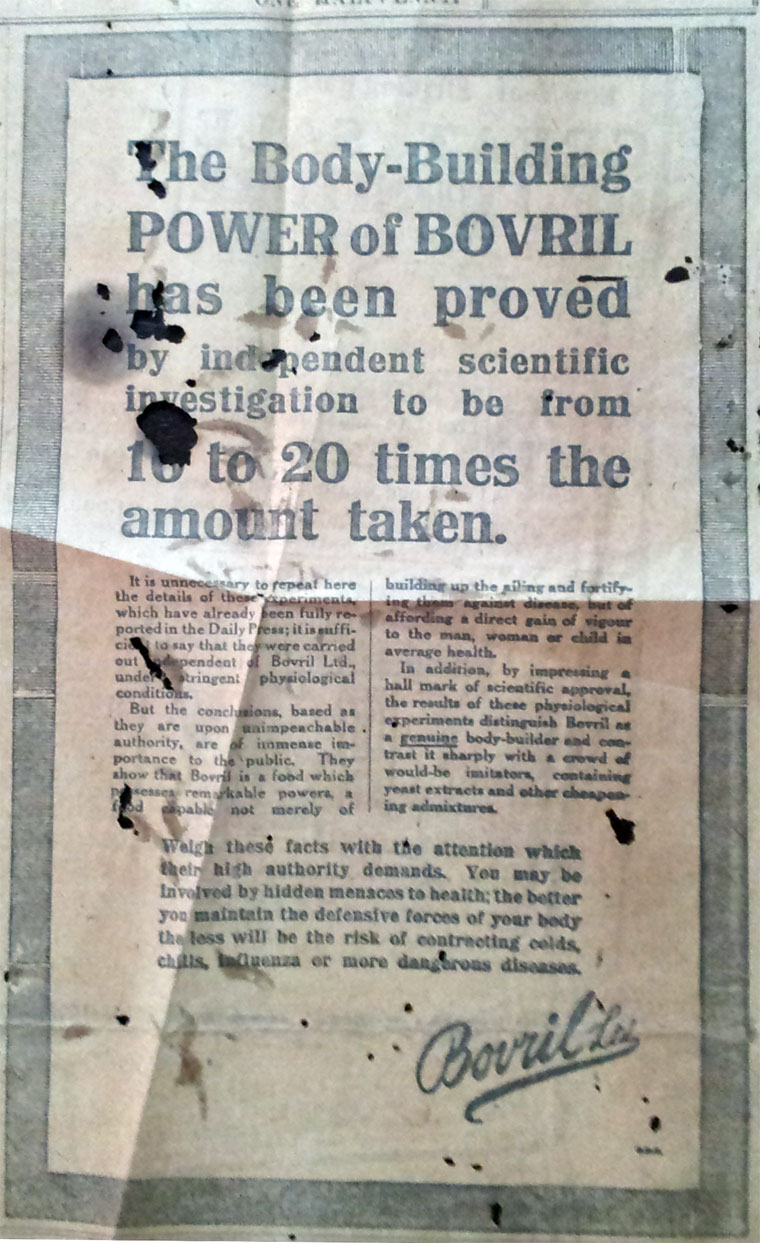 ONE HALFPENNY
The Body-Building
POWER of BOVRIL
has been proved
by independent scientific
investigation to be from
10 to 20 times the
amount taken.
It is unnecessary to repeat here
the details of these experiments,
which have already been fully re-
ported in the Daily Press; it is suffi-
cient to say that they were carried
out independent of Bovril Ltd.,
under stringent physiological
conditions.
But the conclusions, based as
they are upon unimpeachable
authority, are of immense im-
portance to the public. They
show that Bovril is a food which
possesses remarkable powers, a
food capable not merely of
building up the ailing and fortify-
ing them against disease, but of
affording a direct gain of vigour
to the man, woman or child in
average health.
In addition, by impressing a
hall mark of scientific approval,
the results of these physiological
experiments distinguish Bovril as
a genuine body-builder and con-
trast it sharply with a crowd of
would-be imitators, containing
yeast extracts and other cheapen-
ing admixtures.
Weigh these facts with the attention which
their high authority demands. You may be
involved by hidden menaces to health; the better
you maintain the defensive forces of your body
the less will be the risk of contracting colds,
chills, influenza or more dangerous diseases.
Bovril Ltd